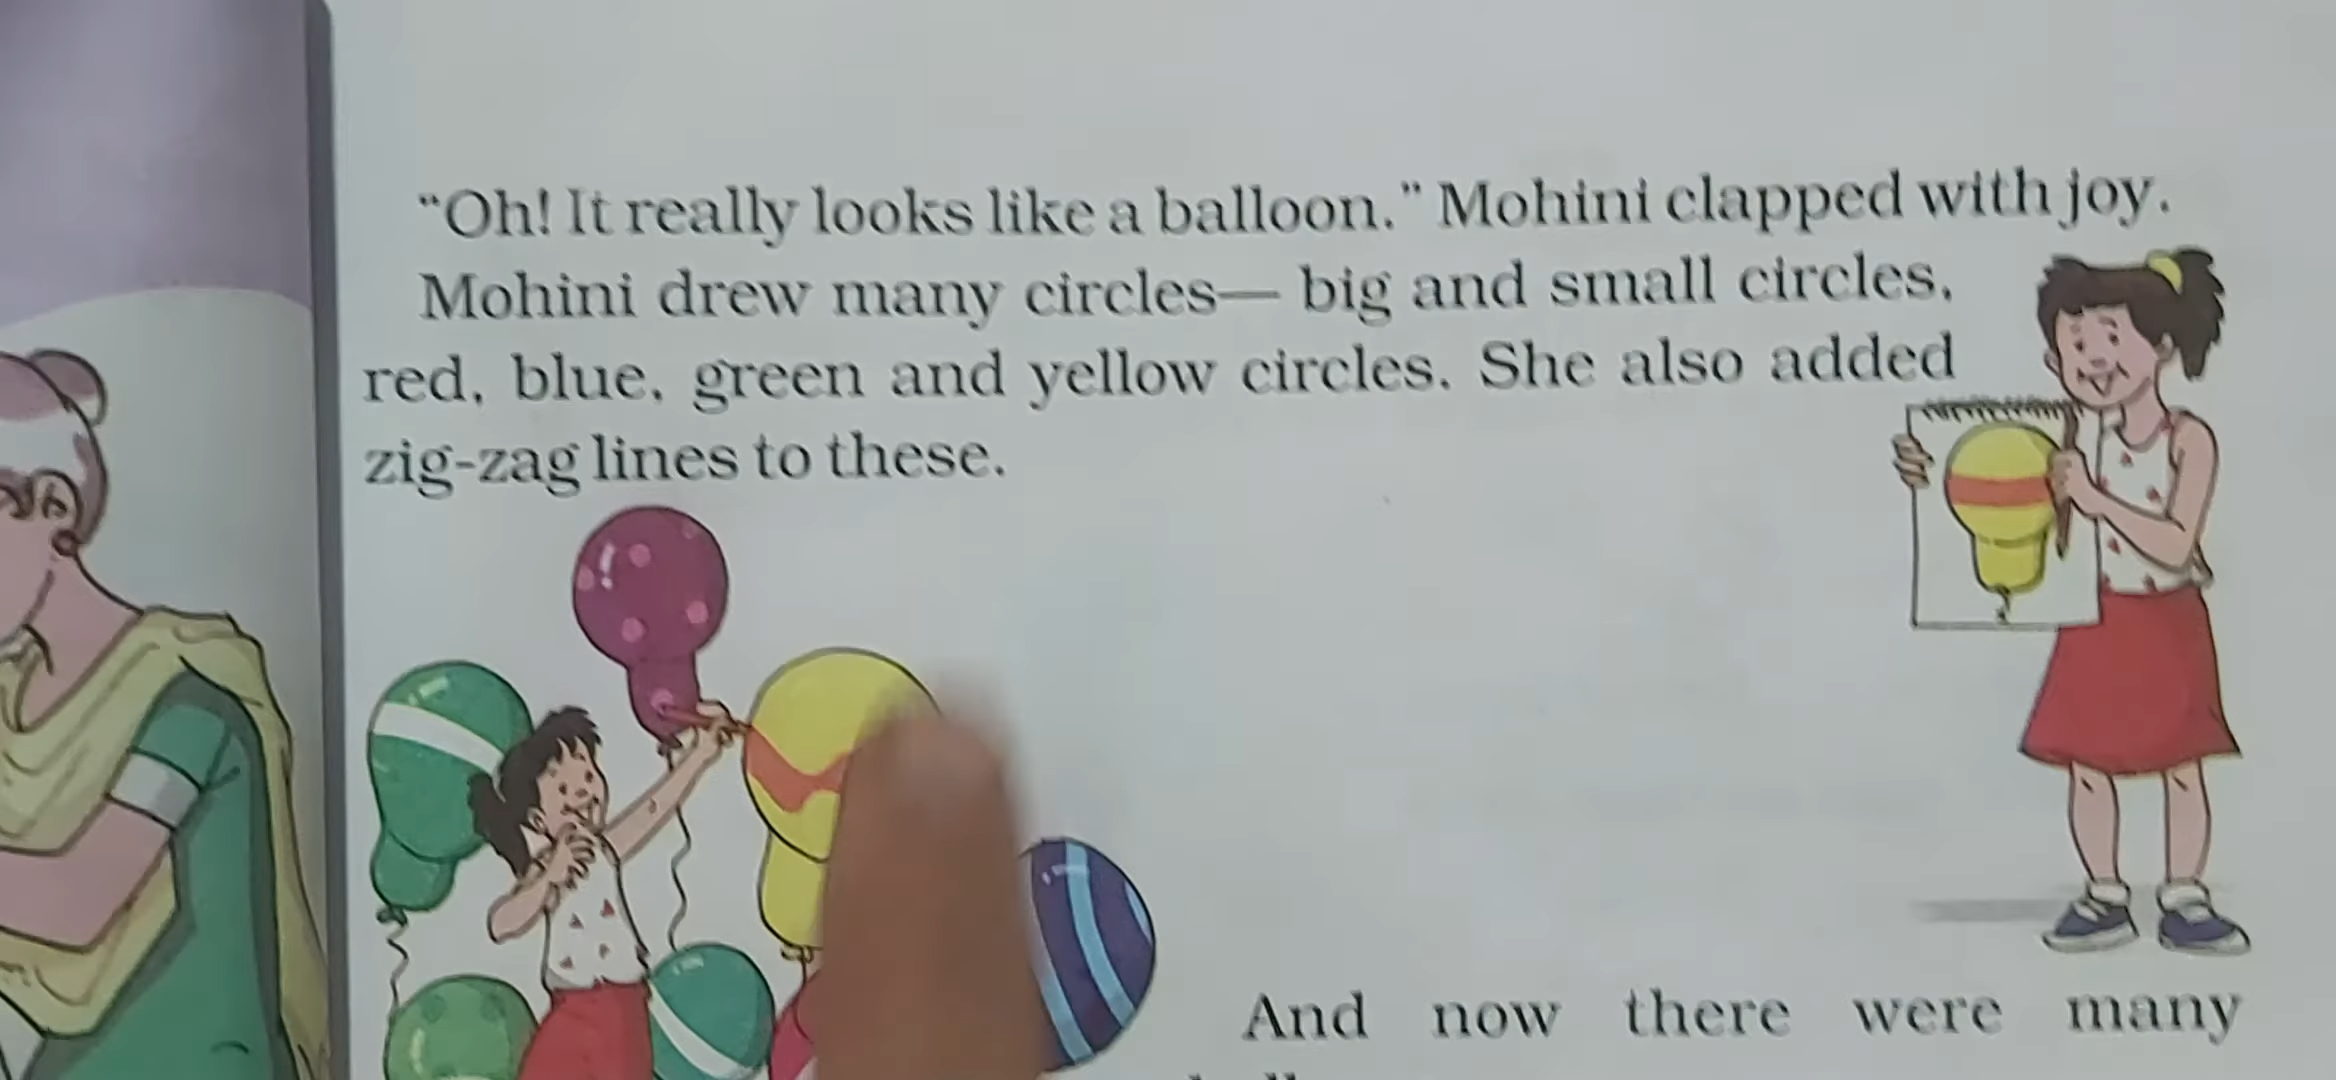 “Oh! It really looks like a balloon.” Mohini clapped with joy.
Mohini drew many circles— big and small circles,
red, blue, green and yellow circles. She also added
zig-zag lines to these.
And now there were many